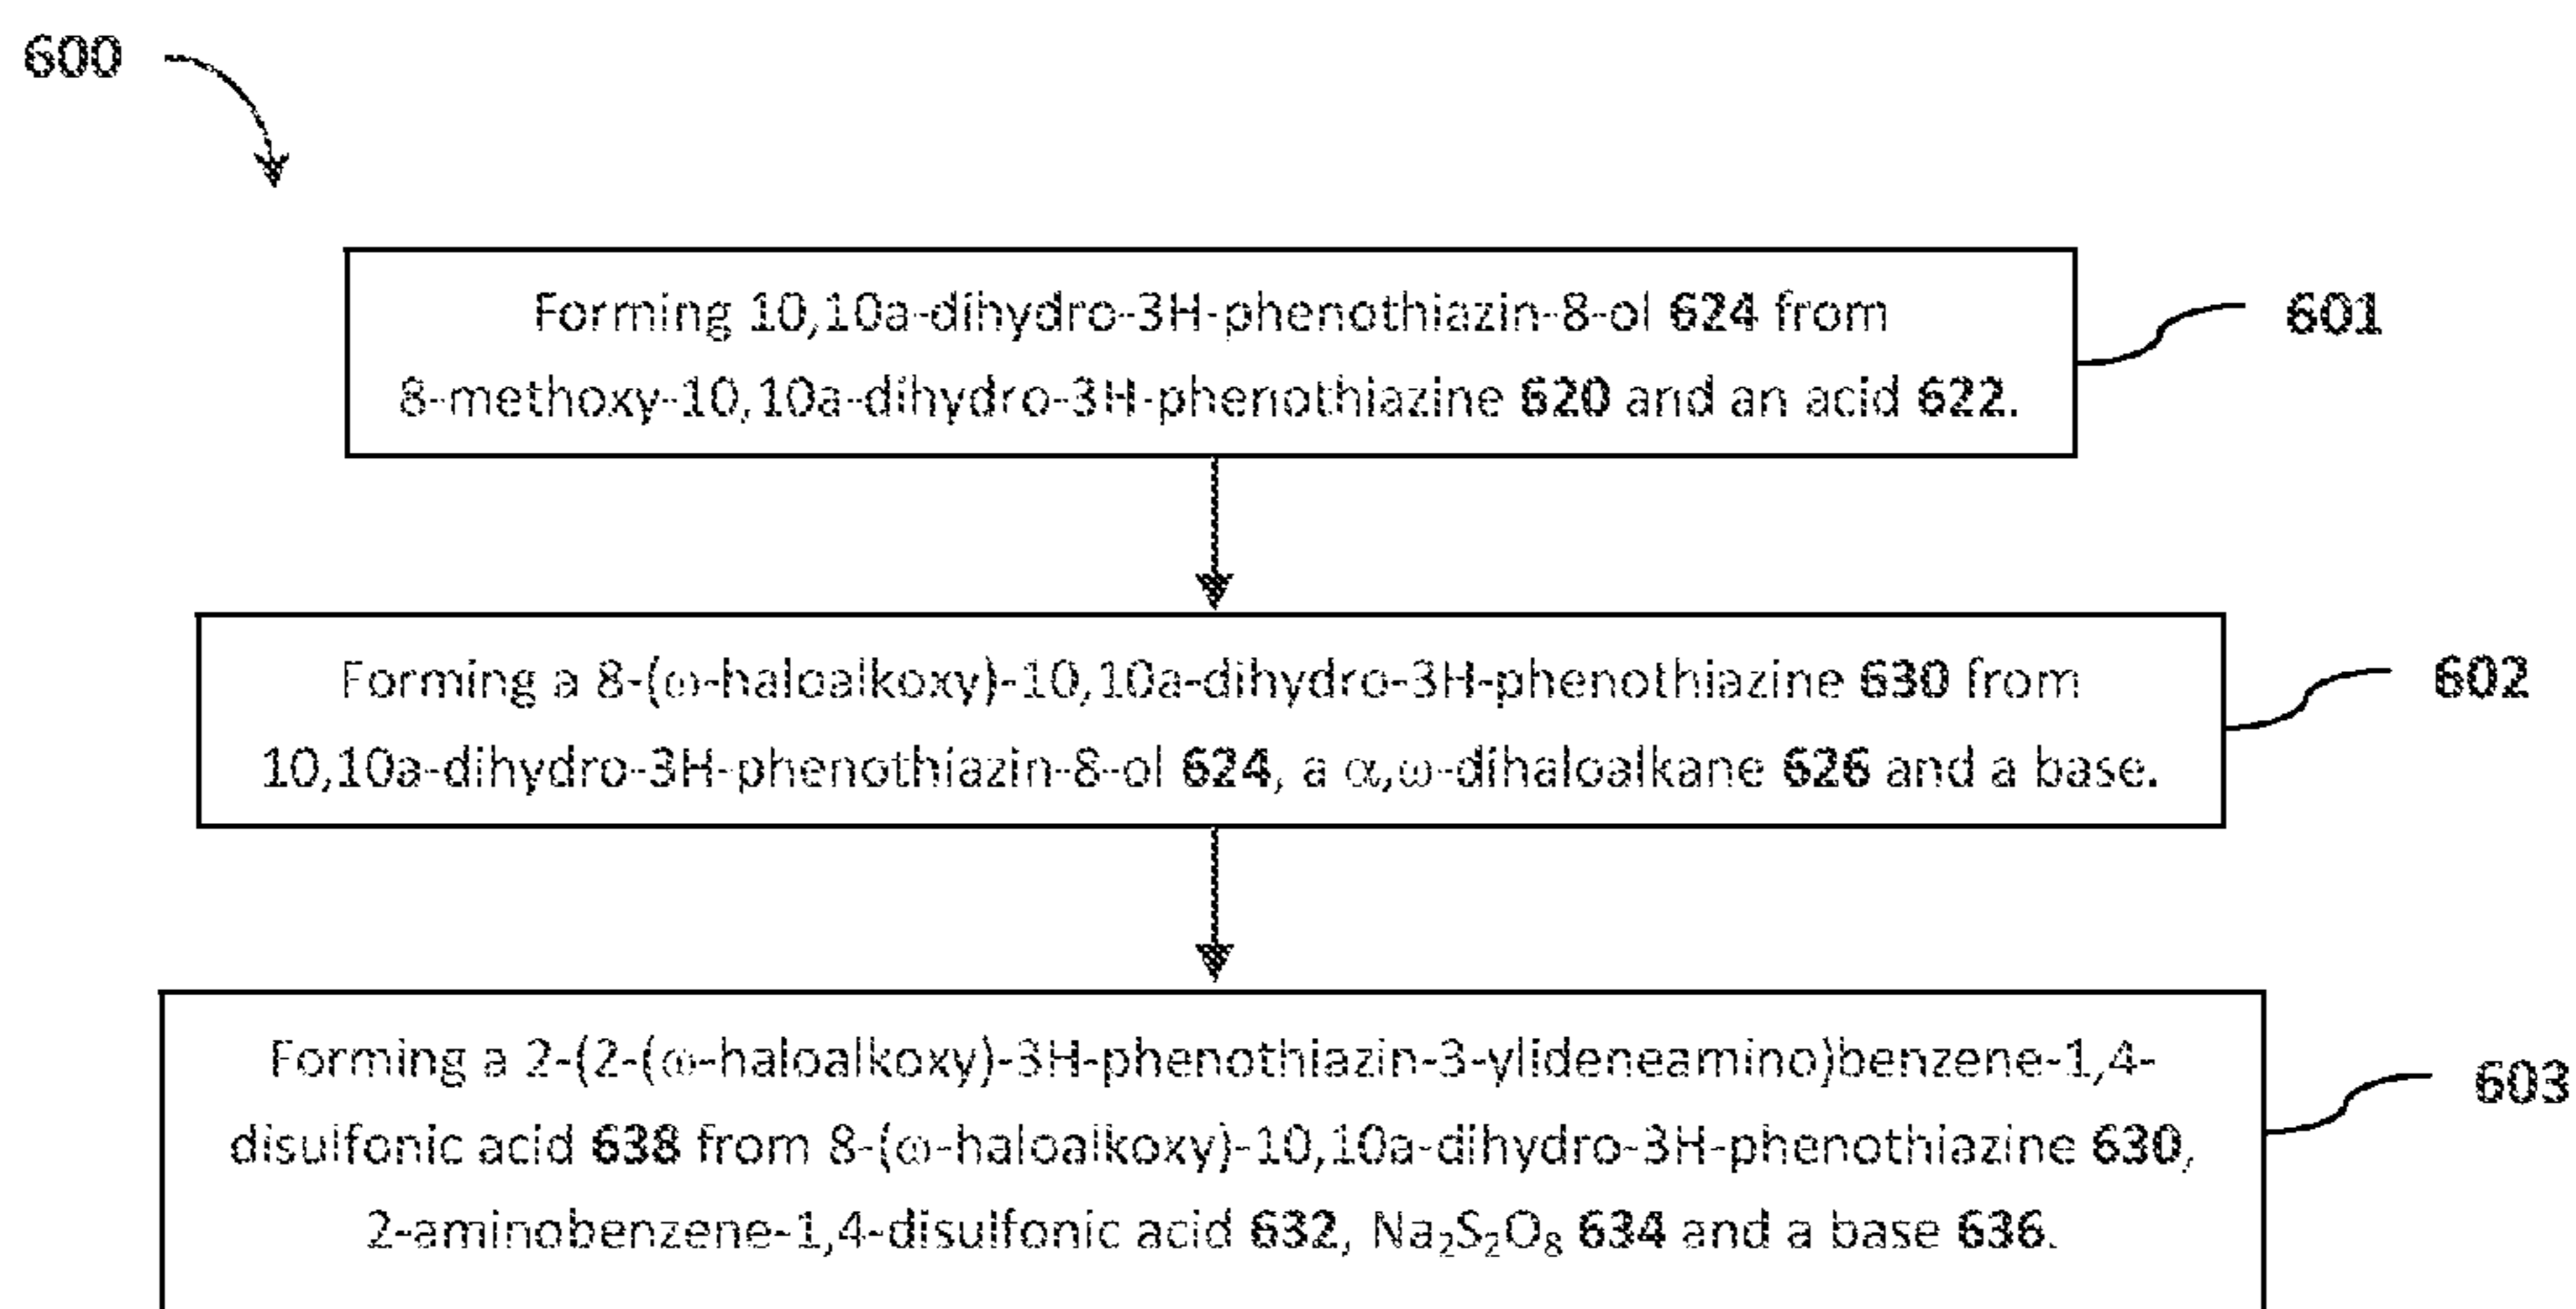 600
Forming 10,10a-dihydro-3H-phenothiazin-8-ol 624 from
8-methoxy-10,10a-dihydro-3H-phenothiazine 620 and an acid 622.
601
Forming a 8-(ω-haloalkoxy)-10,10a-dihydro-3H-phenothiazine 630 from
10,10a-dihydro-3H-phenothiazin-8-ol 624, a α,ω-dihaloalkane 626 and a base.
602
Forming a 2-(2-(ω-haloalkoxy)-3H-phenothiazin-3-ylideneamino)benzene-1,4-
disulfonic acid 638 from 8-(ω-haloalkoxy)-10,10a-dihydro-3H-phenothiazine 630,
2-aminobenzene-1,4-disulfonic acid 632, Na₂S₂O₈ 634 and a base 636.
603